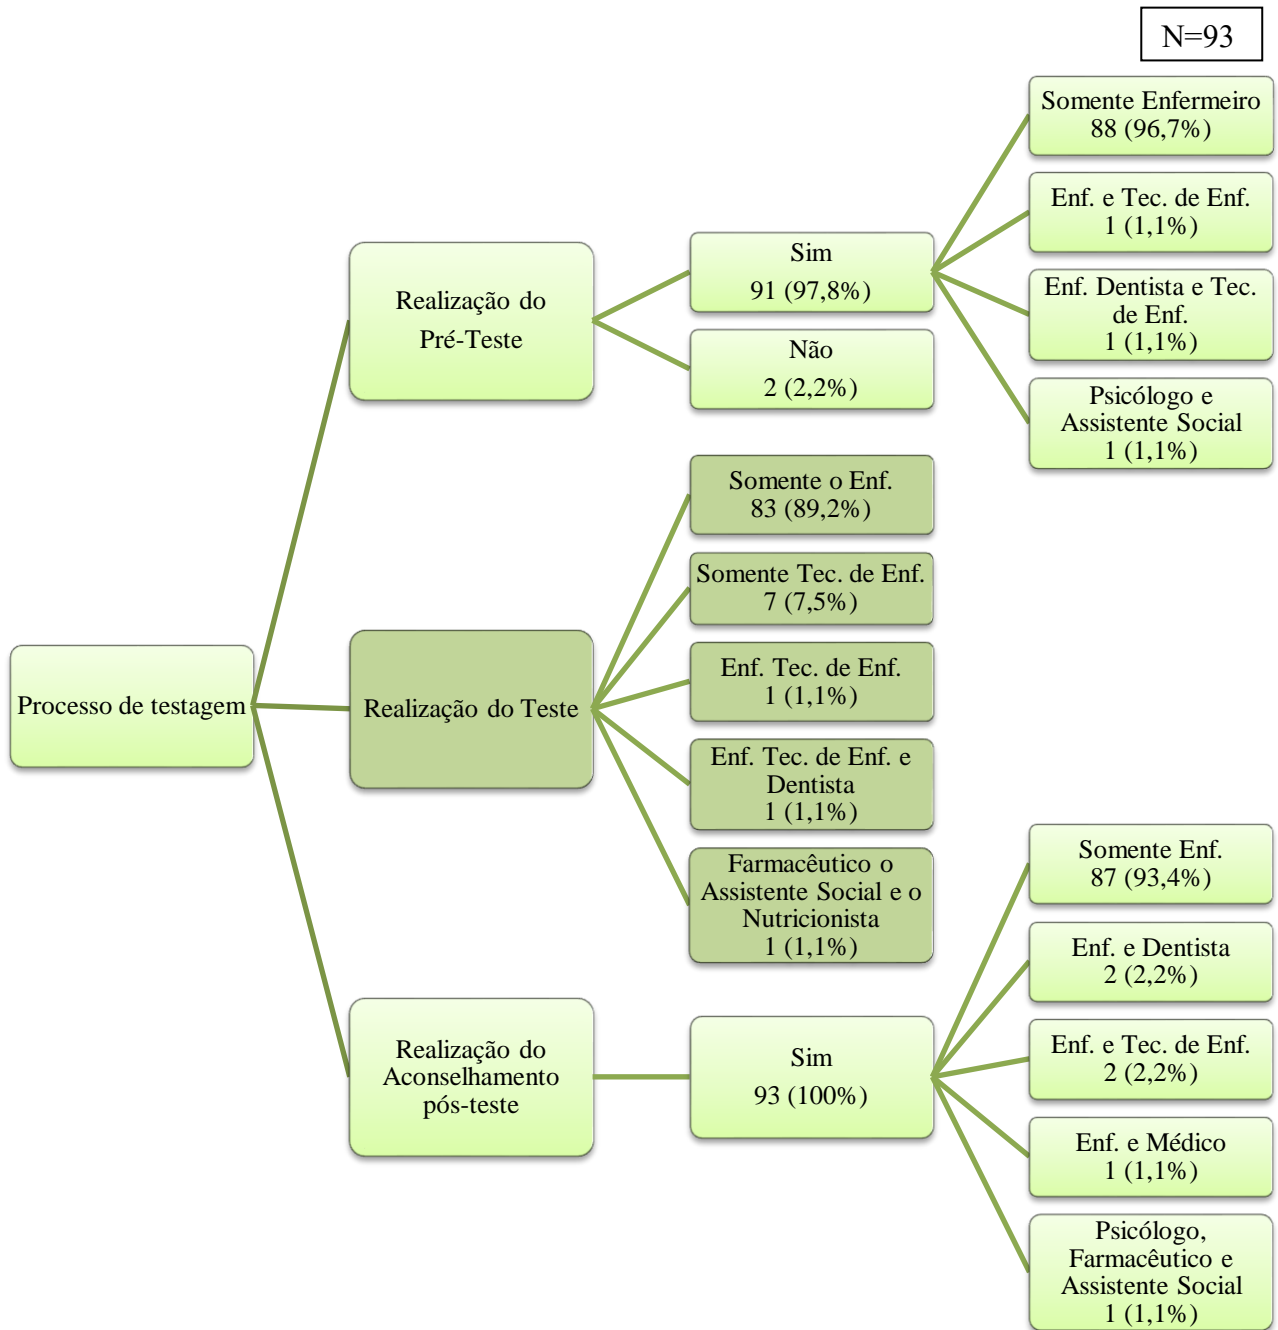 N=93
Processo de testagem
Realização do
Pré-Teste
Sim
91 (97,8%)
Somente Enfermeiro
88 (96,7%)
Enf. e Tec. de Enf.
1 (1,1%)
Enf. Dentista e Tec.
de Enf.
1 (1,1%)
Psicólogo e
Assistente Social
1 (1,1%)
Não
2 (2,2%)
Realização do Teste
Somente o Enf.
83 (89,2%)
Somente Tec. de Enf.
7 (7,5%)
Enf. Tec. de Enf.
1 (1,1%)
Enf. Tec. de Enf. e
Dentista
1 (1,1%)
Farmacêutico o
Assistente Social e o
Nutricionista
1 (1,1%)
Realização do
Aconselhamento
pós-teste
Sim
93 (100%)
Somente Enf.
87 (93,4%)
Enf. e Dentista
2 (2,2%)
Enf. e Tec. de Enf.
2 (2,2%)
Enf. e Médico
1 (1,1%)
Psicólogo,
Farmacêutico e
Assistente Social
1 (1,1%)